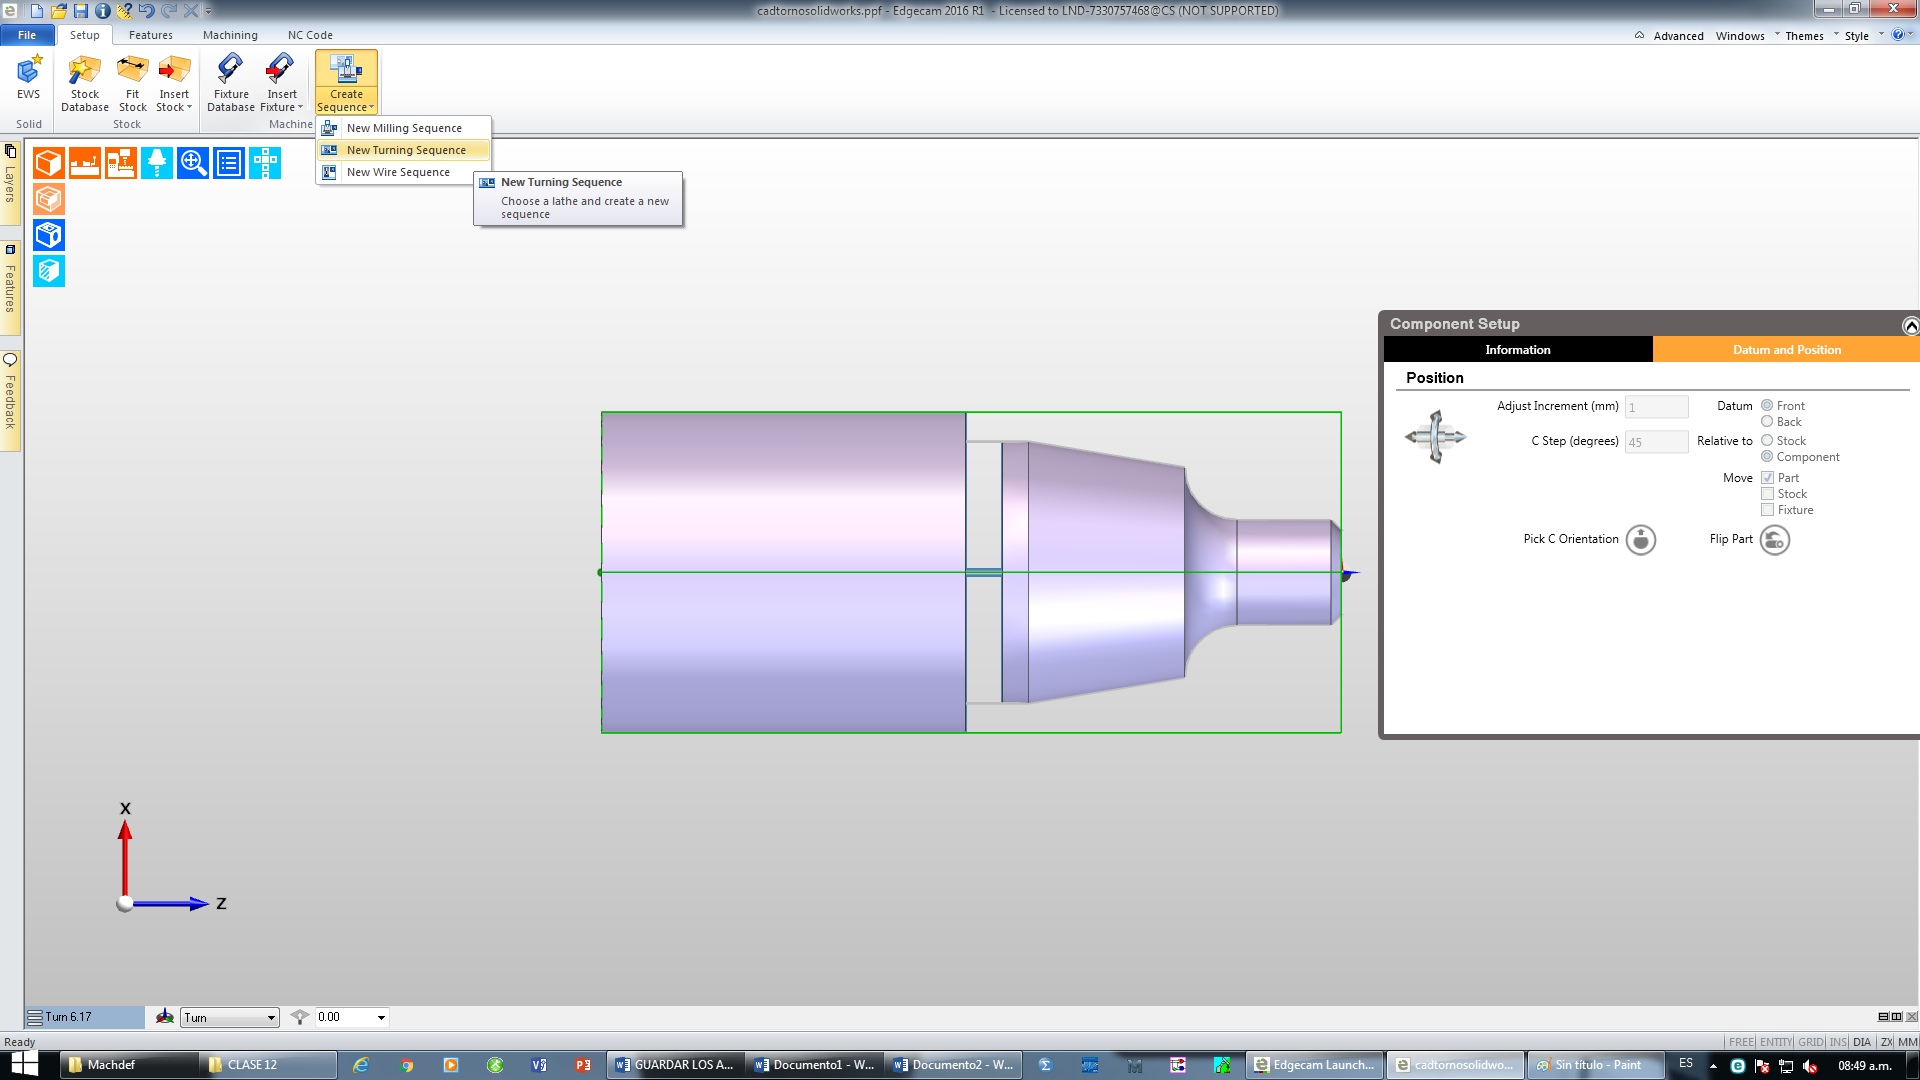 cadtornosolidworks.ppf - Edgecam 2016 R1 - Licensed to LND-7330757468@CS (NOT SUPPORTED)
File Setup Features Machining NC Code
Advanced Windows Themes Style
EWS
Stock Database
Fit Stock
Insert Stock
Fixture Database
Insert Fixture
Create Sequence
Solid Stock Machine
New Milling Sequence
New Turning Sequence
New Wire Sequence
New Turning Sequence
Choose a lathe and create a new
sequence
Layers
Features
Feedback
Component Setup
Information Datum and Position
Position
Adjust Increment (mm) 1 Datum Front
Back
C Step (degrees) 45 Relative to Stock
Component
Move Part
Stock
Fixture
Pick C Orientation Flip Part
X
Z
Turn 6.17 Turn 0.00
Ready
FREE ENTITY GRID INS DIA ZX MM
Machdef CLASE 12 GUARDAR LOS A... Documento1 - W... Documento2 - W... Edgecam Launch... cadtornosolidwo... Sin título - Paint ES 08:49 a.m.